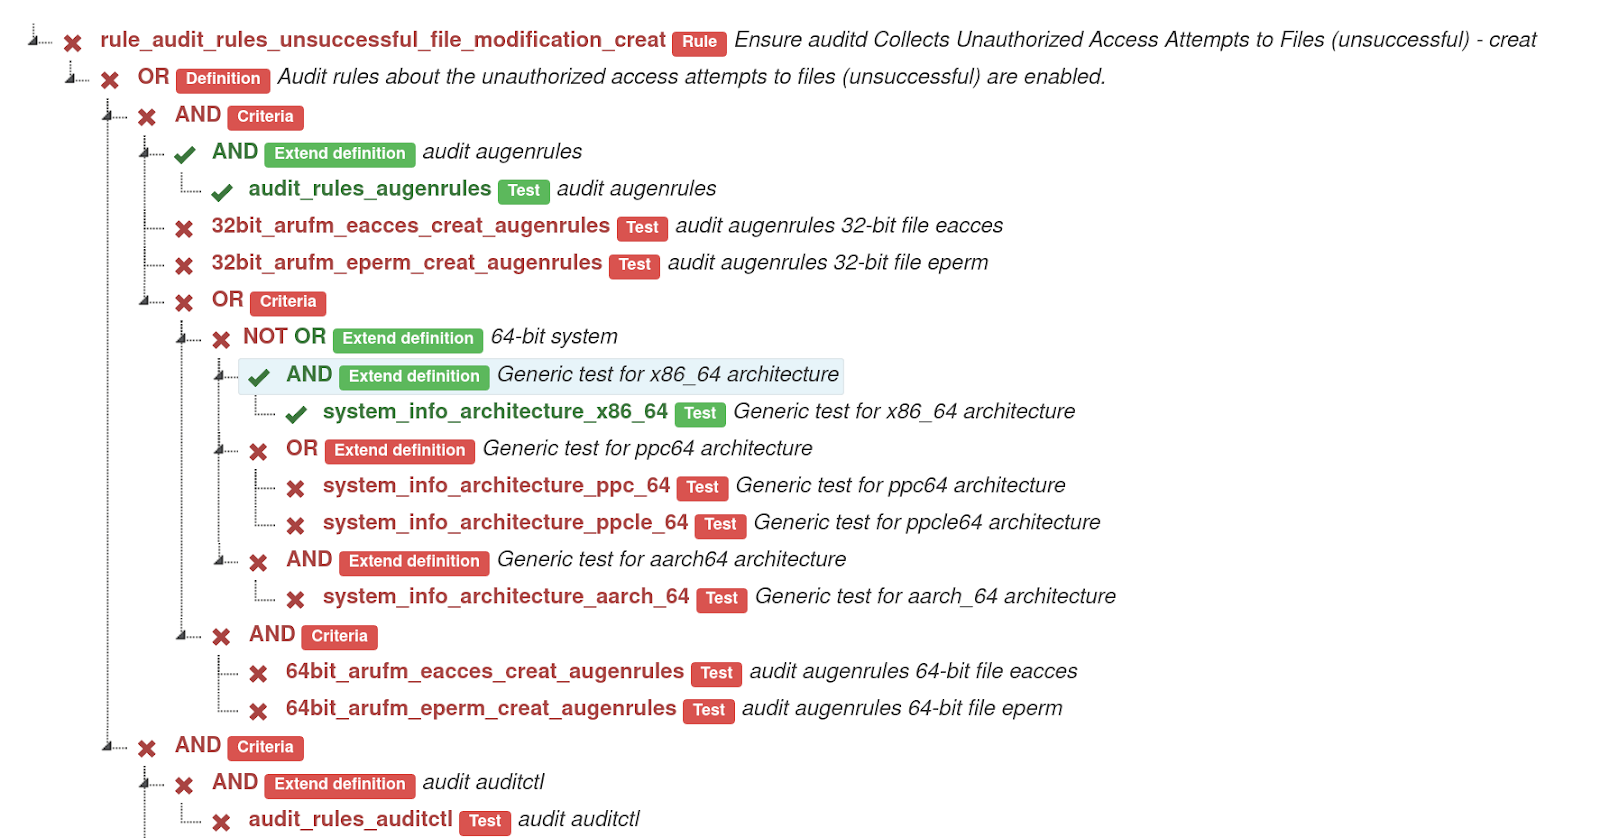 rule_audit_rules_unsuccessful_file_modification_creat Rule Ensure auditd Collects Unauthorized Access Attempts to Files (unsuccessful) - creat
OR Definition Audit rules about the unauthorized access attempts to files (unsuccessful) are enabled.
AND Criteria
AND Extend definition audit augenrules
audit_rules_augenrules Test audit augenrules
32bit_arufm_eacces_creat_augenrules Test audit augenrules 32-bit file eacces
32bit_arufm_eperm_creat_augenrules Test audit augenrules 32-bit file eperm
OR Criteria
NOT OR Extend definition 64-bit system
AND Extend definition Generic test for x86_64 architecture
system_info_architecture_x86_64 Test Generic test for x86_64 architecture
OR Extend definition Generic test for ppc64 architecture
system_info_architecture_ppc_64 Test Generic test for ppc64 architecture
system_info_architecture_ppcle_64 Test Generic test for ppcle64 architecture
AND Extend definition Generic test for aarch64 architecture
system_info_architecture_aarch_64 Test Generic test for aarch_64 architecture
AND Criteria
64bit_arufm_eacces_creat_augenrules Test audit augenrules 64-bit file eacces
64bit_arufm_eperm_creat_augenrules Test audit augenrules 64-bit file eperm
AND Criteria
AND Extend definition audit auditctl
audit_rules_auditctl Test audit auditctl